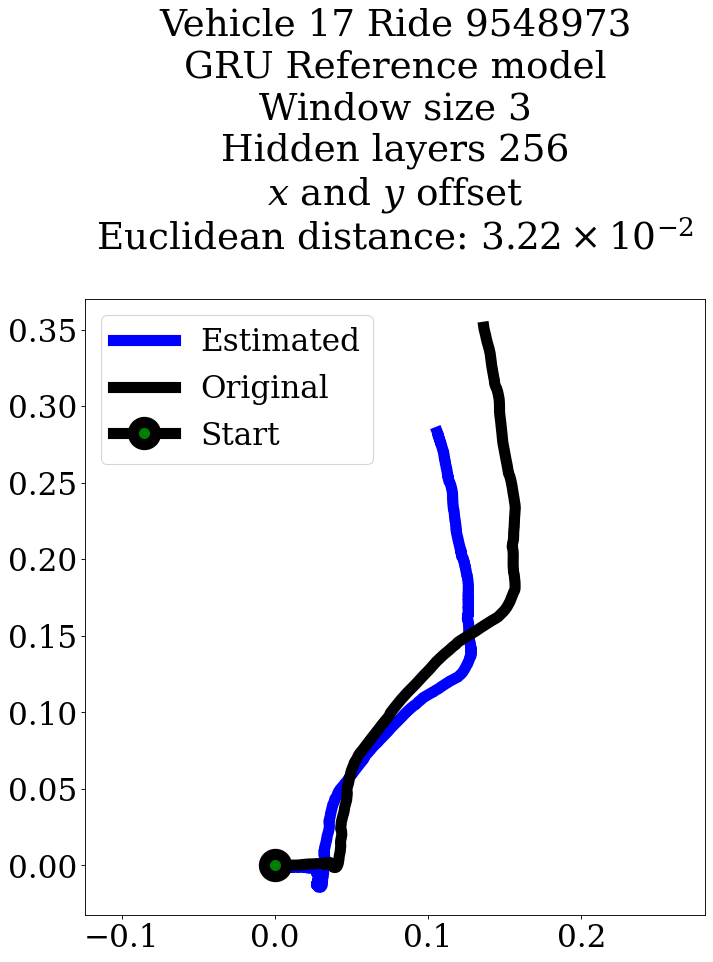 Vehicle 17 Ride 9548973
GRU Reference model
Window size 3
Hidden layers 256
x and y offset
Euclidean distance: 3.22 × 10⁻²
Estimated
Original
Start
0.35
0.30
0.25
0.20
0.15
0.10
0.05
0.00
−0.1 0.0 0.1 0.2